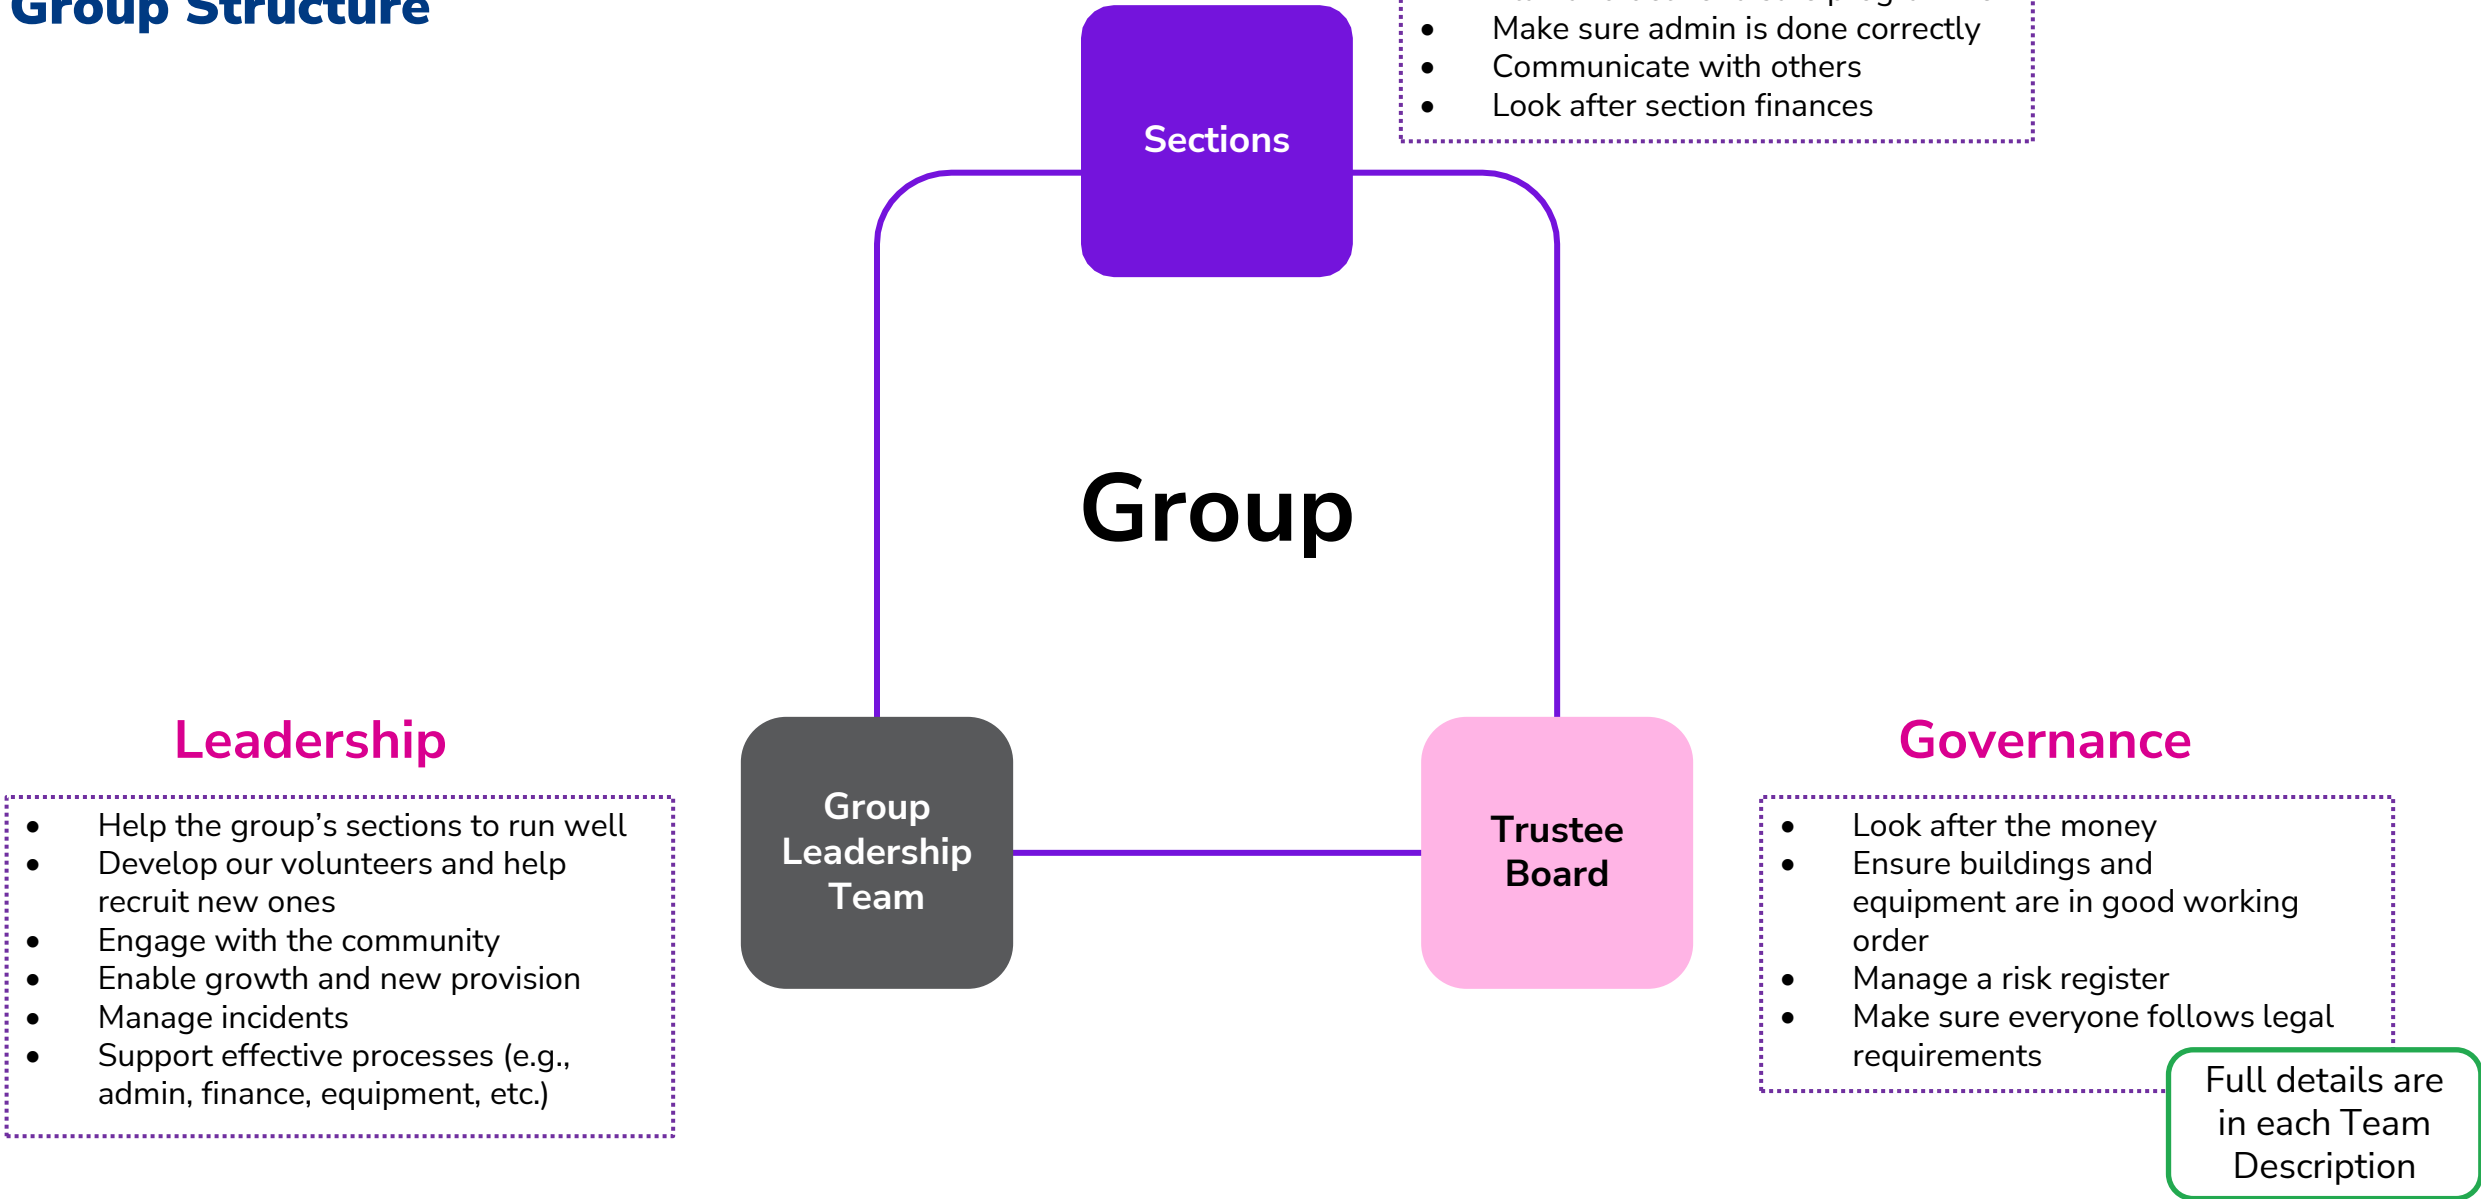 Group Structure
• Make sure admin is done correctly
• Communicate with others
• Look after section finances
Sections
Group
Leadership
• Help the group’s sections to run well
• Develop our volunteers and help
recruit new ones
• Engage with the community
• Enable growth and new provision
• Manage incidents
• Support effective processes (e.g.,
admin, finance, equipment, etc.)
Group
Leadership
Team
Trustee
Board
Governance
• Look after the money
• Ensure buildings and
equipment are in good working
order
• Manage a risk register
• Make sure everyone follows legal
requirements
Full details are
in each Team
Description